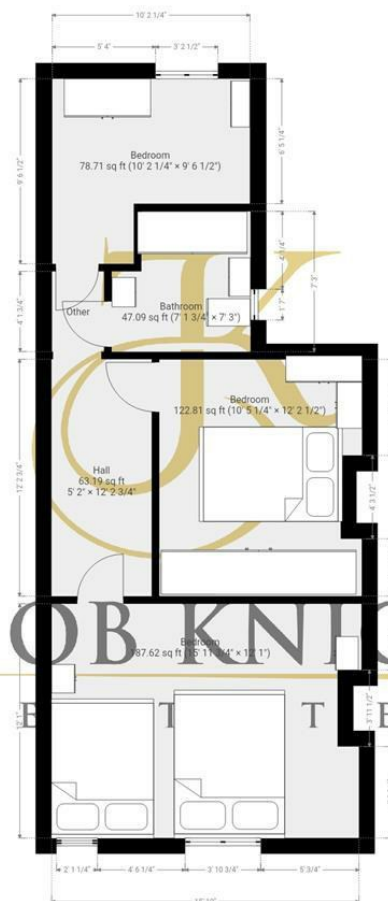 10' 2 1/4"
5' 4"
3' 2 1/2"
9' 6 1/2"
6' 5 1/4"
Bedroom
78.71 sq ft (10' 2 1/4" × 9' 6 1/2")
4' 1 3/4"
Other
Bathroom
47.09 sq ft (7' 1 3/4" × 7' 3")
1' 7"
7' 3"
Bedroom
122.81 sq ft (10' 5 1/4" × 12' 2 1/2")
12' 2 3/4"
Hall
63.19 sq ft
5' 2" × 12' 2 3/4"
4' 3 1/2"
OB KNI
Bedroom
187.62 sq ft (15' 11 3/4" × 12' 1")
12' 1"
3' 11 1/2"
2' 1 1/4"
4' 6 1/4"
3' 10 3/4"
5' 3/4"